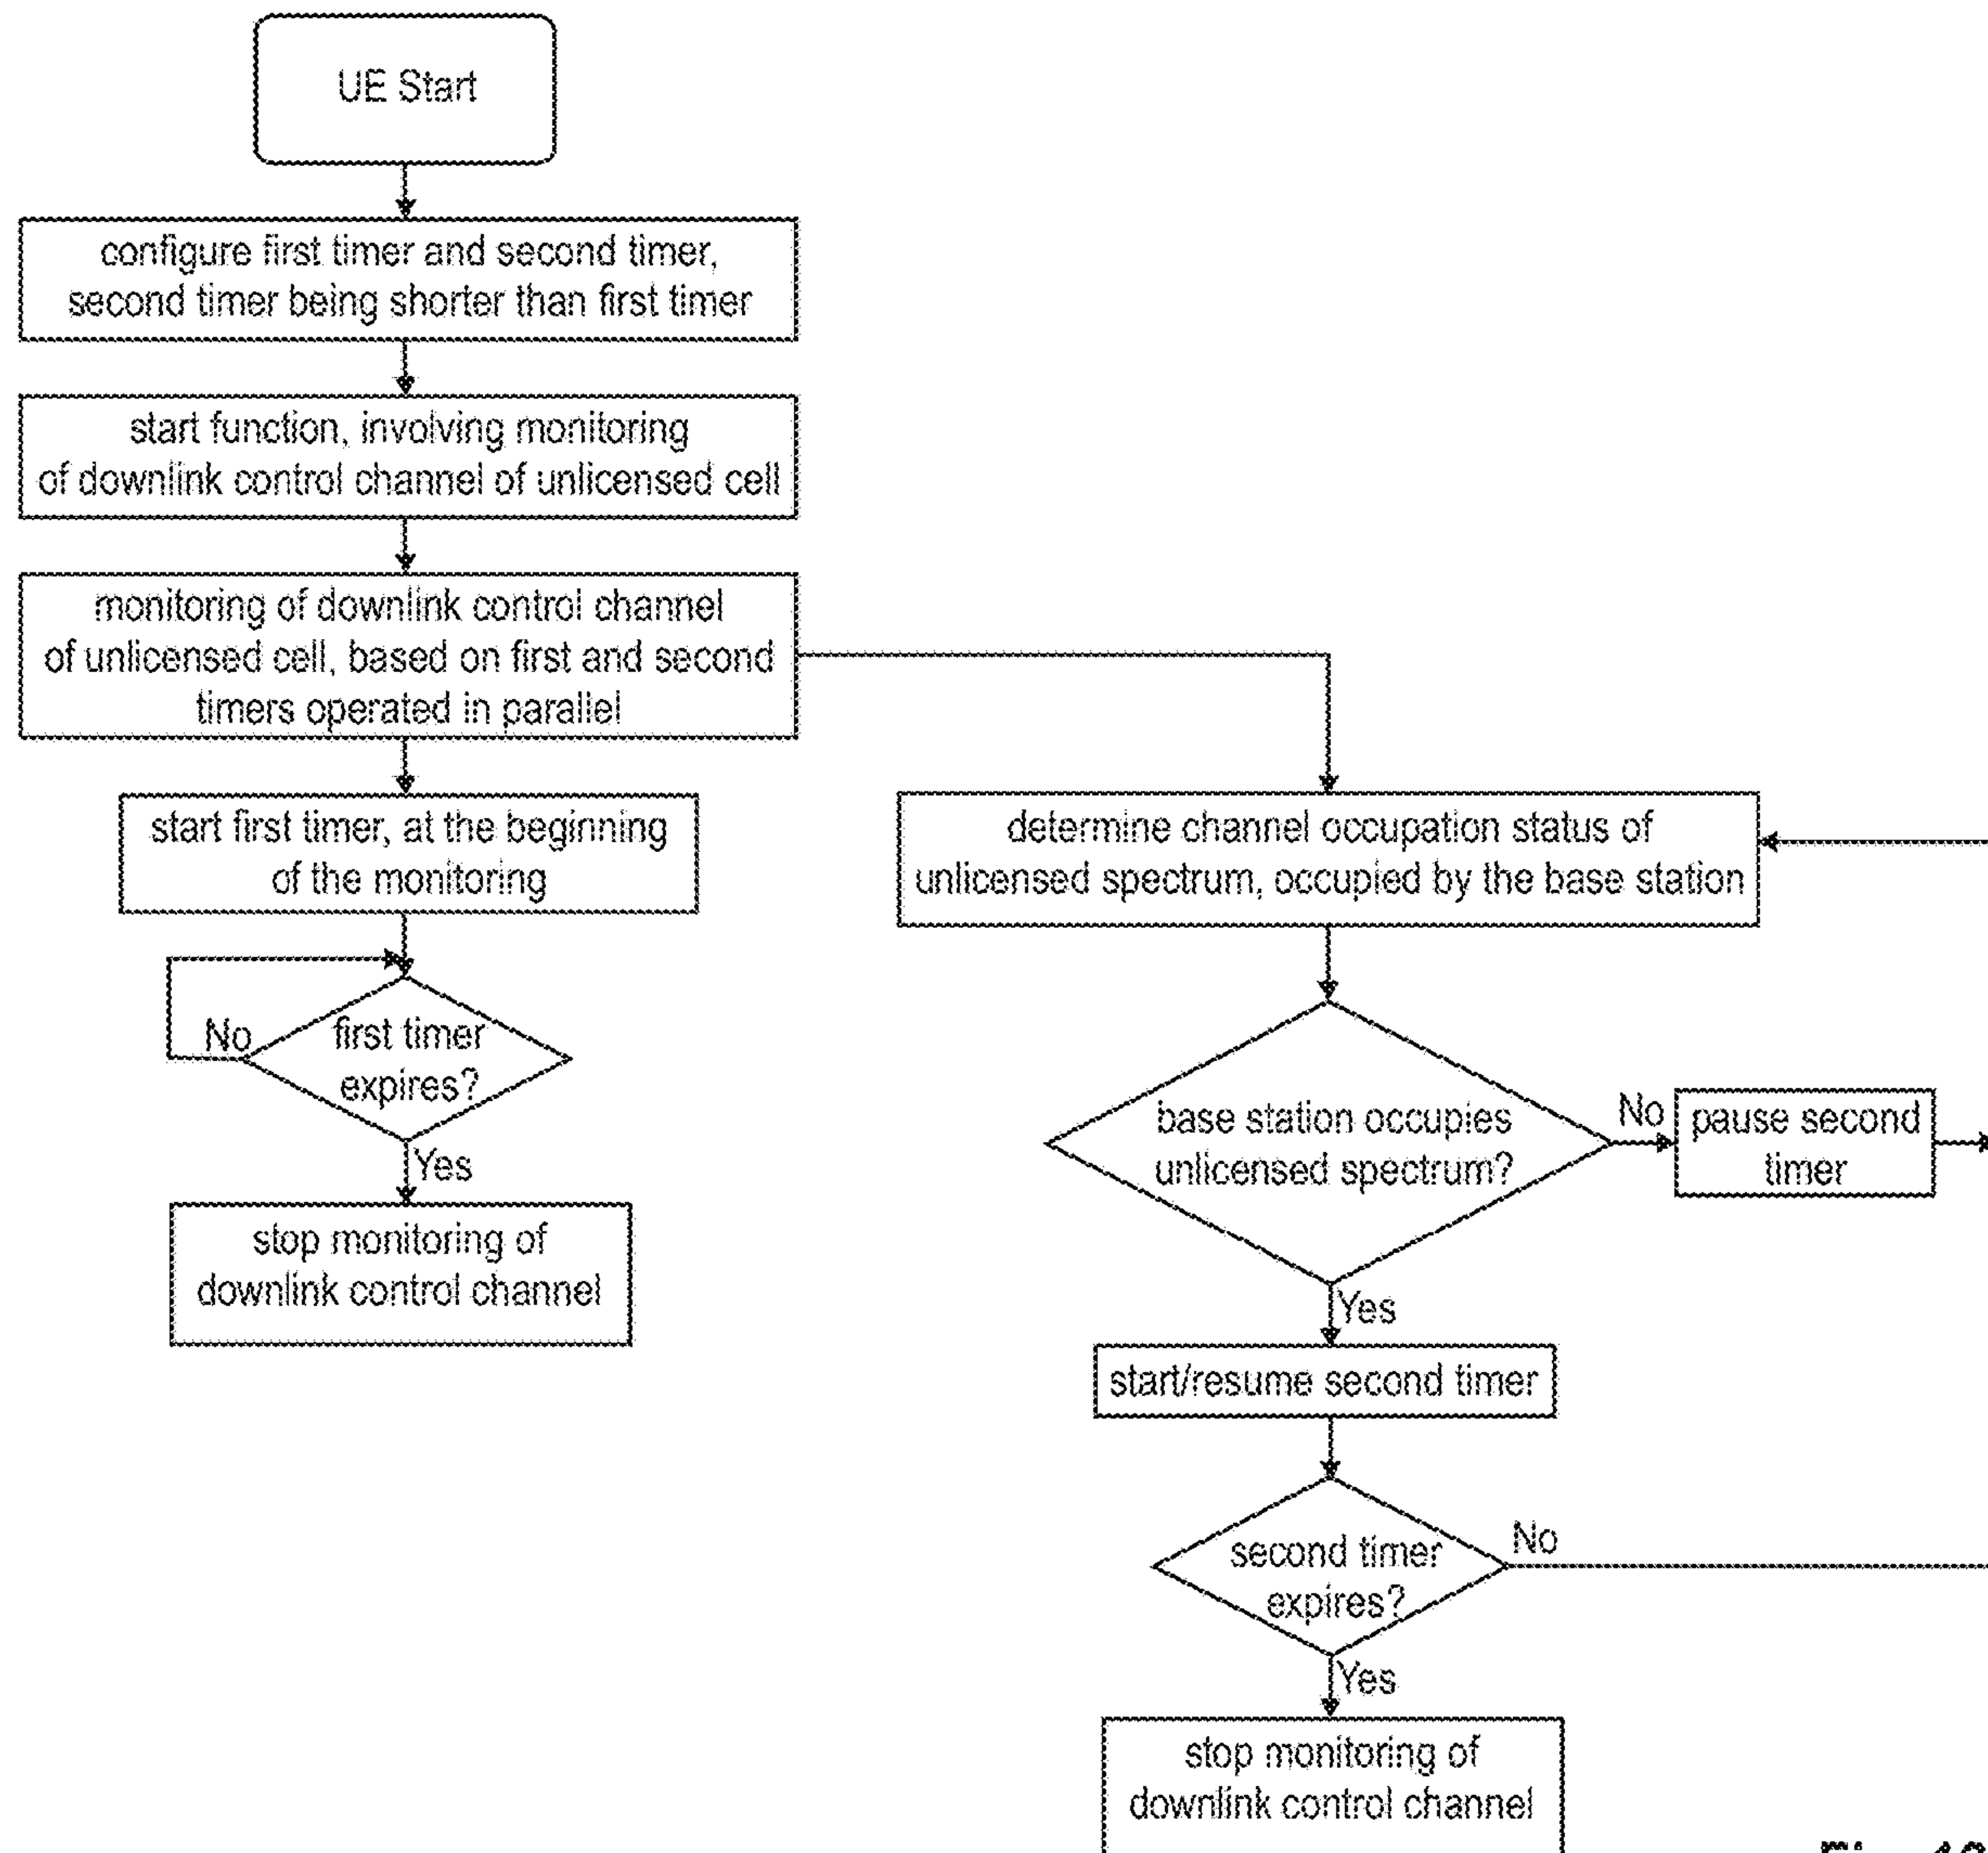 UE Start
configure first timer and second timer,
second timer being shorter than first timer
start function, involving monitoring
of downlink control channel of unlicensed cell
monitoring of downlink control channel
of unlicensed cell, based on first and second
timers operated in parallel
start first timer, at the beginning
of the monitoring
No
first timer
expires?
Yes
stop monitoring of
downlink control channel
determine channel occupation status of
unlicensed spectrum, occupied by the base station
base station occupies
unlicensed spectrum?
No
pause second
timer
Yes
start/resume second timer
second timer
expires?
No
Yes
stop monitoring of
downlink control channel